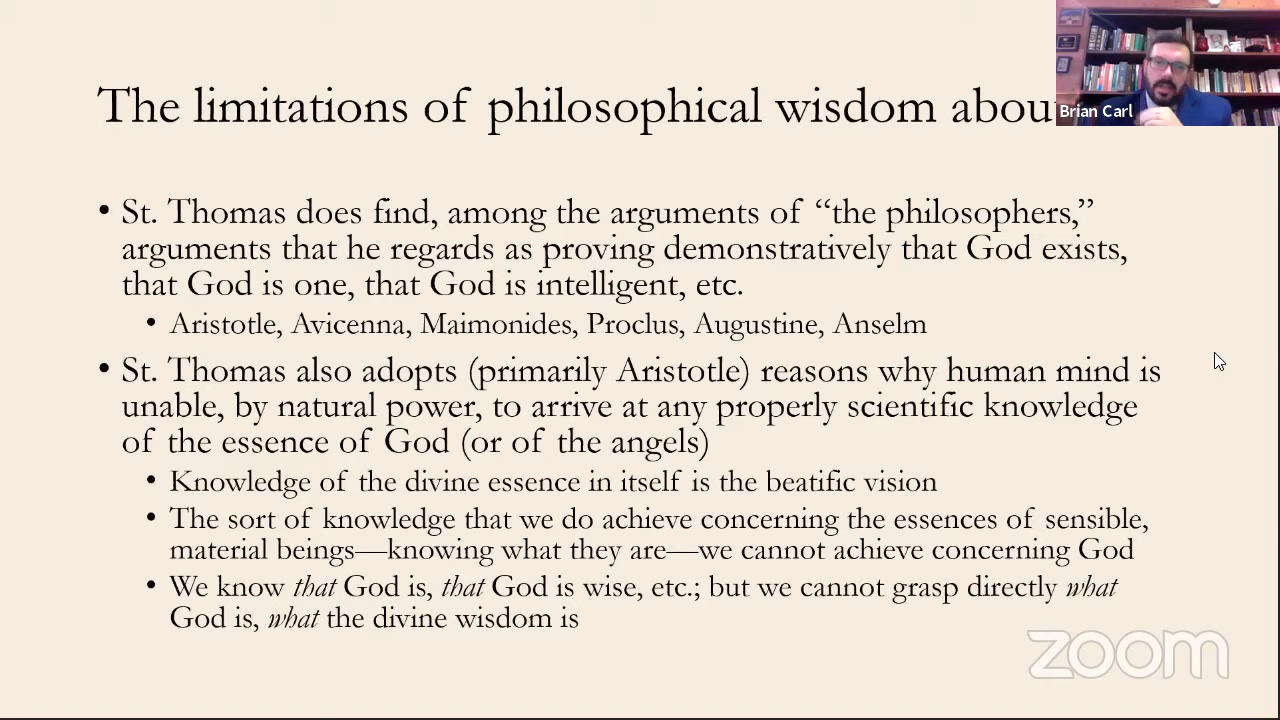 The limitations of philosophical wisdom abou
Brian Carl
• St. Thomas does find, among the arguments of “the philosophers,”
arguments that he regards as proving demonstratively that God exists,
that God is one, that God is intelligent, etc.
• Aristotle, Avicenna, Maimonides, Proclus, Augustine, Anselm
• St. Thomas also adopts (primarily Aristotle) reasons why human mind is
unable, by natural power, to arrive at any properly scientific knowledge
of the essence of God (or of the angels)
• Knowledge of the divine essence in itself is the beatific vision
• The sort of knowledge that we do achieve concerning the essences of sensible,
material beings—knowing what they are—we cannot achieve concerning God
• We know that God is, that God is wise, etc.; but we cannot grasp directly what
God is, what the divine wisdom is
zoom